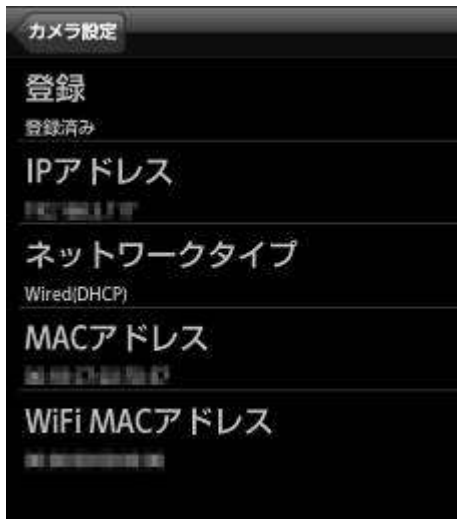 カメラ設定
登録
登録済み
IPアドレス
ネットワークタイプ
Wired(DHCP)
MACアドレス
WiFi MACアドレス